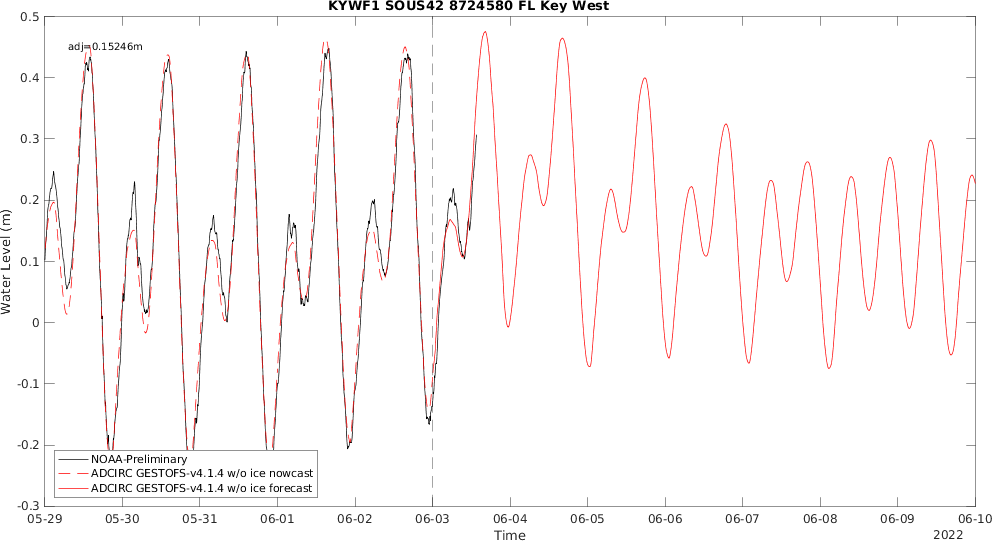 KYWF1 SOUS42 8724580 FL Key West
adj=0.15246m
0.5
0.4
0.3
0.2
0.1
0
-0.1
-0.2
-0.3
Water Level (m)
NOAA-Preliminary
ADCIRC GESTOFS-v4.1.4 w/o ice nowcast
ADCIRC GESTOFS-v4.1.4 w/o ice forecast
05-29 05-30 05-31 06-01 06-02 06-03 06-04 06-05 06-06 06-07 06-08 06-09 06-10
Time
2022